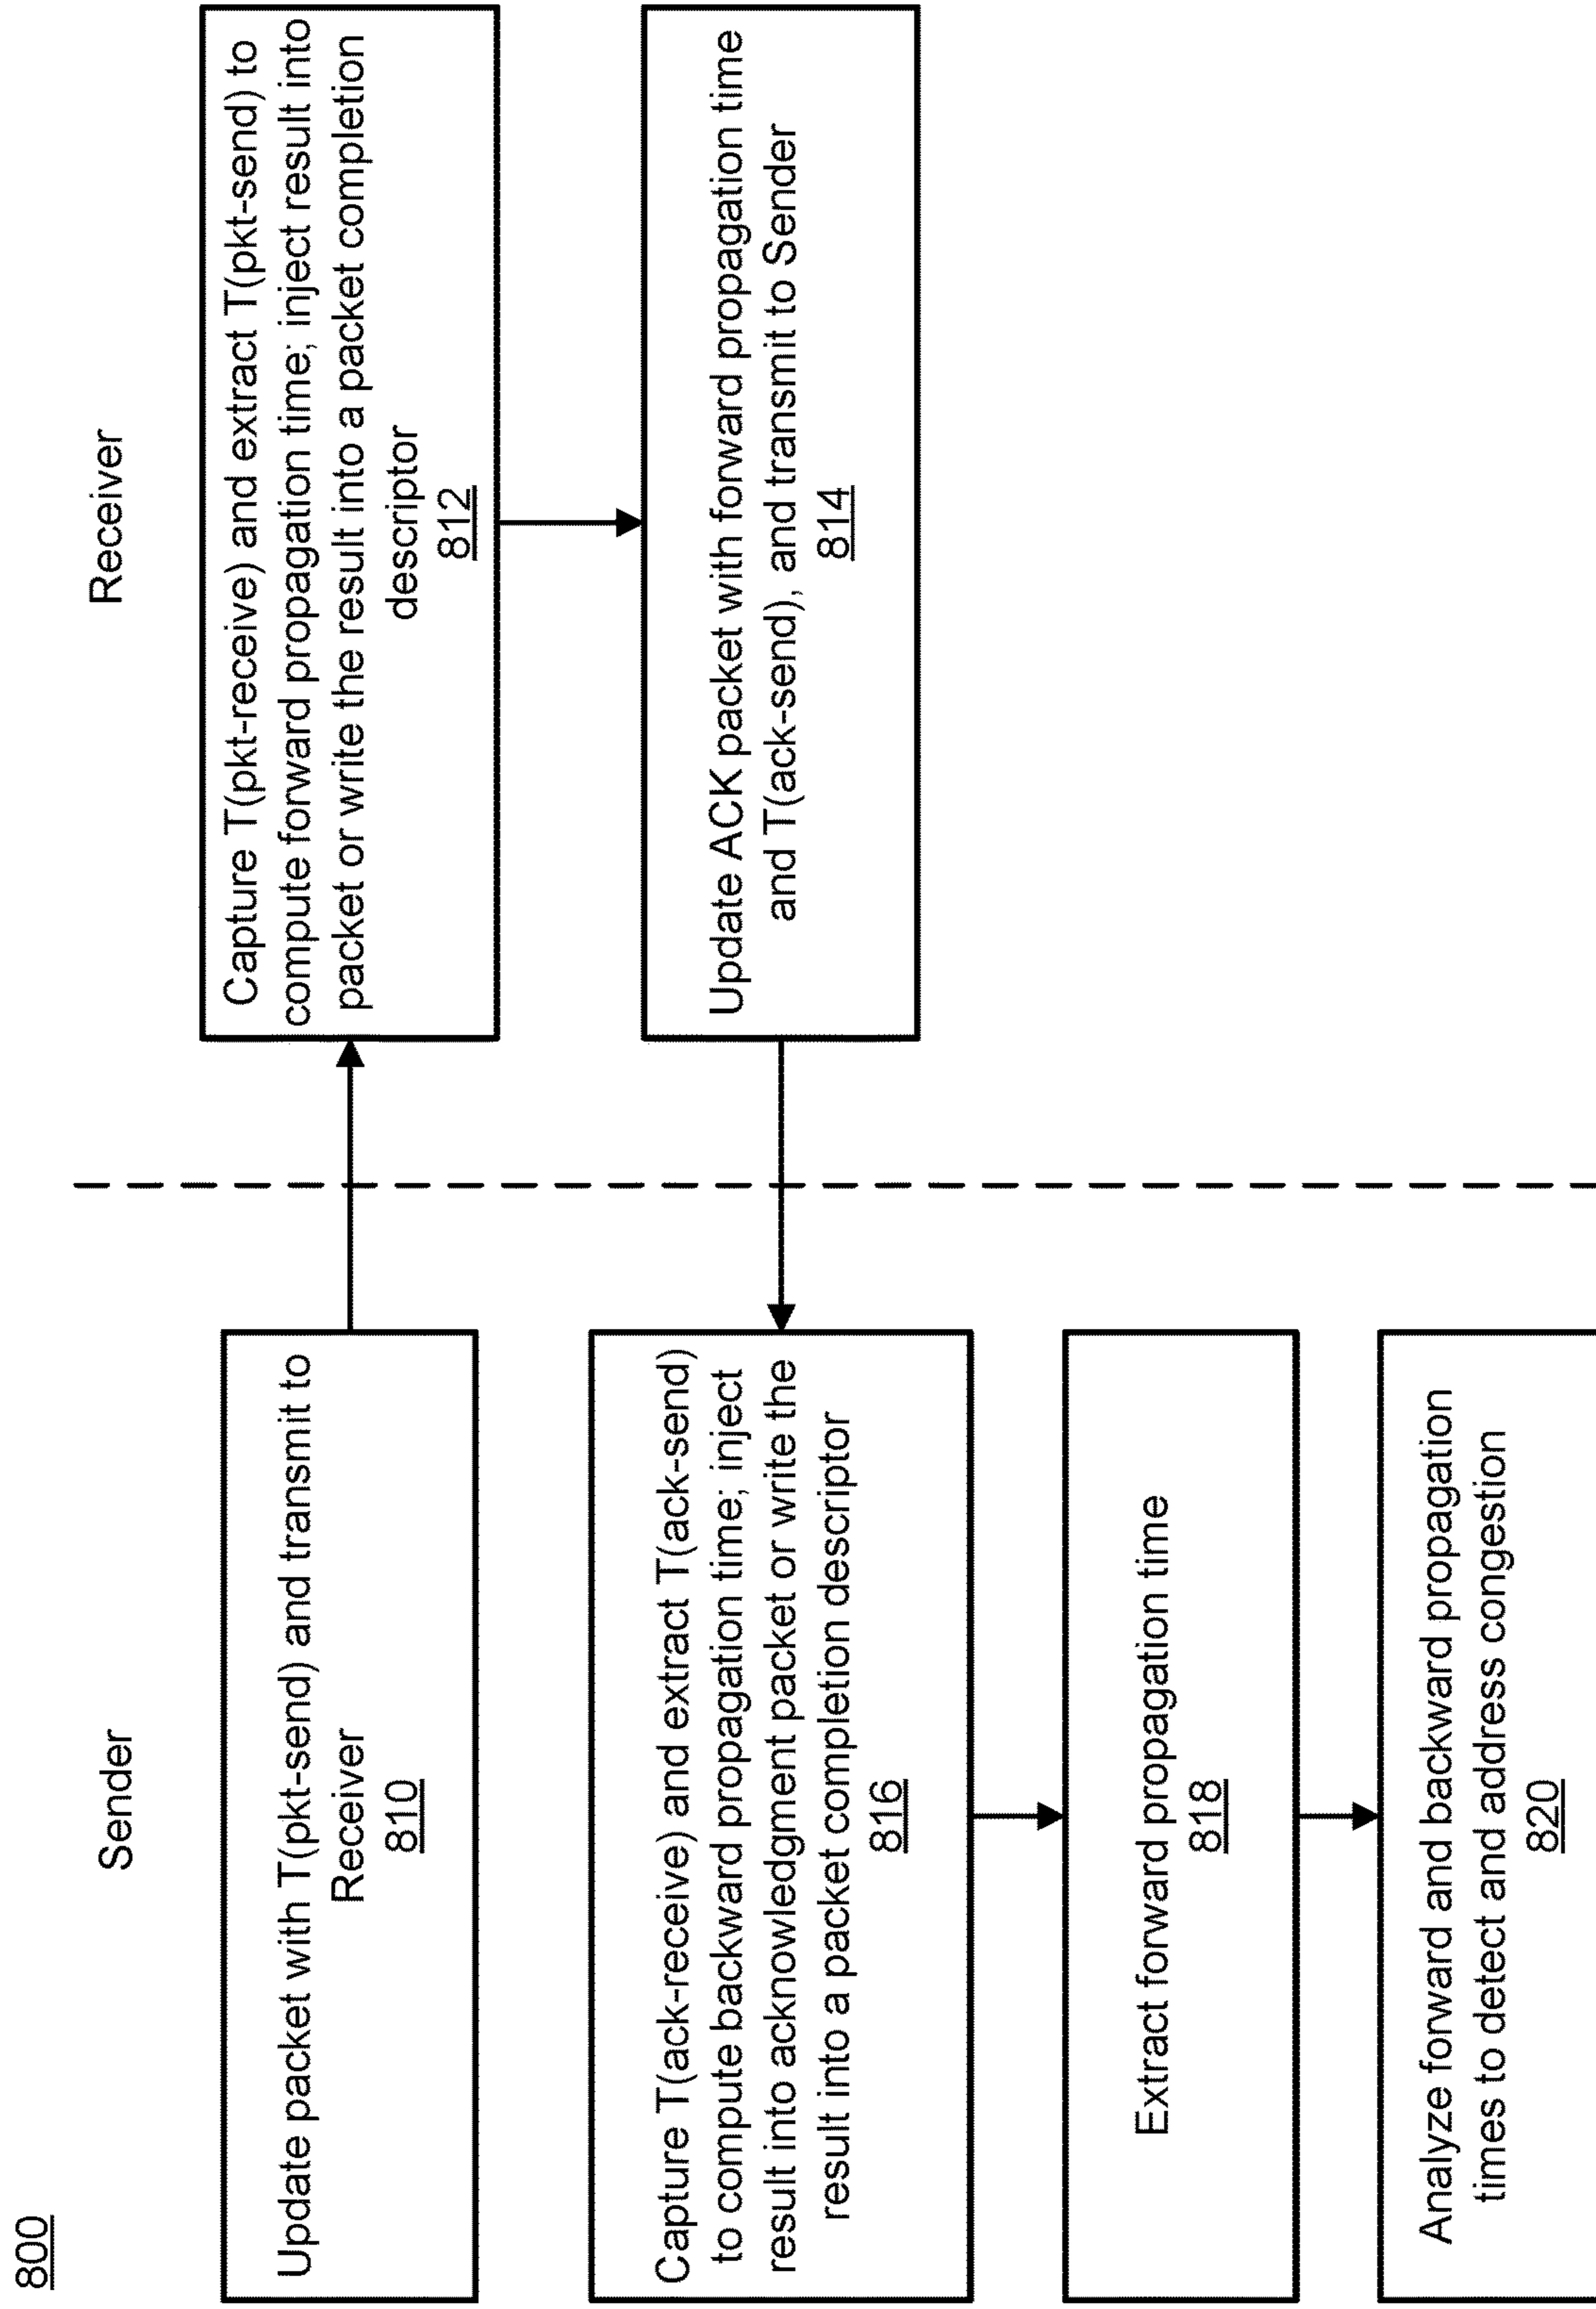 800
Sender
Receiver
Update packet with T(pkt-send) and transmit to
Receiver
810
Capture T(pkt-receive) and extract T(pkt-send) to
compute forward propagation time; inject result into
packet or write the result into a packet completion
descriptor
812
Update ACK packet with forward propagation time
and T(ack-send), and transmit to Sender
814
Capture T(ack-receive) and extract T(ack-send)
to compute backward propagation time; inject
result into acknowledgment packet or write the
result into a packet completion descriptor
816
Extract forward propagation time
818
Analyze forward and backward propagation
times to detect and address congestion
820